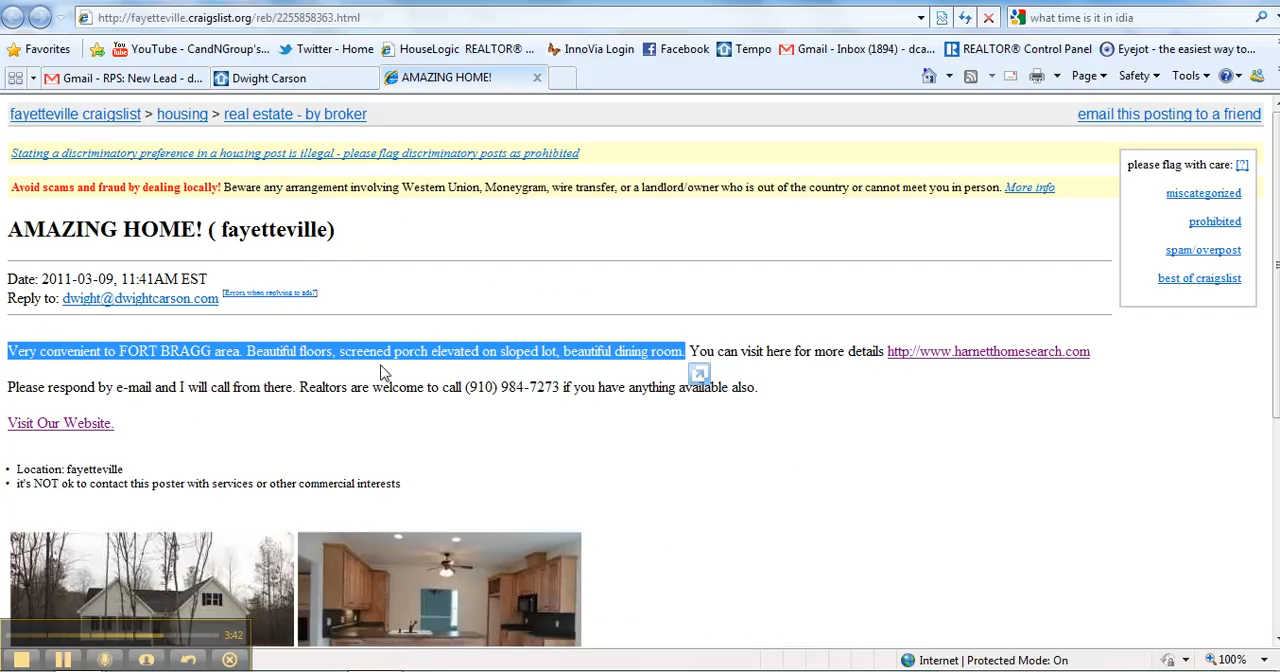 http://fayetteville.craigslist.org/reb/2255858363.html
what time is it in idia
Favorites
YouTube - CandNGroup's...
Twitter - Home
HouseLogic REALTOR® ...
InnoVia Login
Facebook
Tempo
Gmail - Inbox (1894) - dca...
REALTOR® Control Panel
Eyejot - the easiest way to...
Gmail - RPS: New Lead - d...
Dwight Carson
AMAZING HOME!
Page
Safety
Tools
fayetteville craigslist > housing > real estate - by broker
email this posting to a friend
Stating a discriminatory preference in a housing post is illegal - please flag discriminatory posts as prohibited
please flag with care: [?]
Avoid scams and fraud by dealing locally! Beware any arrangement involving Western Union, Moneygram, wire transfer, or a landlord/owner who is out of the country or cannot meet you in person. More info
miscategorized
prohibited
spam/overpost
best of craigslist
AMAZING HOME! ( fayetteville)
Date: 2011-03-09, 11:41AM EST
Reply to: dwight@dwightcarson.com [Errors when replying to ads?]
Very convenient to FORT BRAGG area. Beautiful floors, screened porch elevated on sloped lot, beautiful dining room. You can visit here for more details http://www.harnetthomesearch.com
Please respond by e-mail and I will call from there. Realtors are welcome to call (910) 984-7273 if you have anything available also.
Visit Our Website.
• Location: fayetteville
• it's NOT ok to contact this poster with services or other commercial interests
3:42
Internet | Protected Mode: On
100%